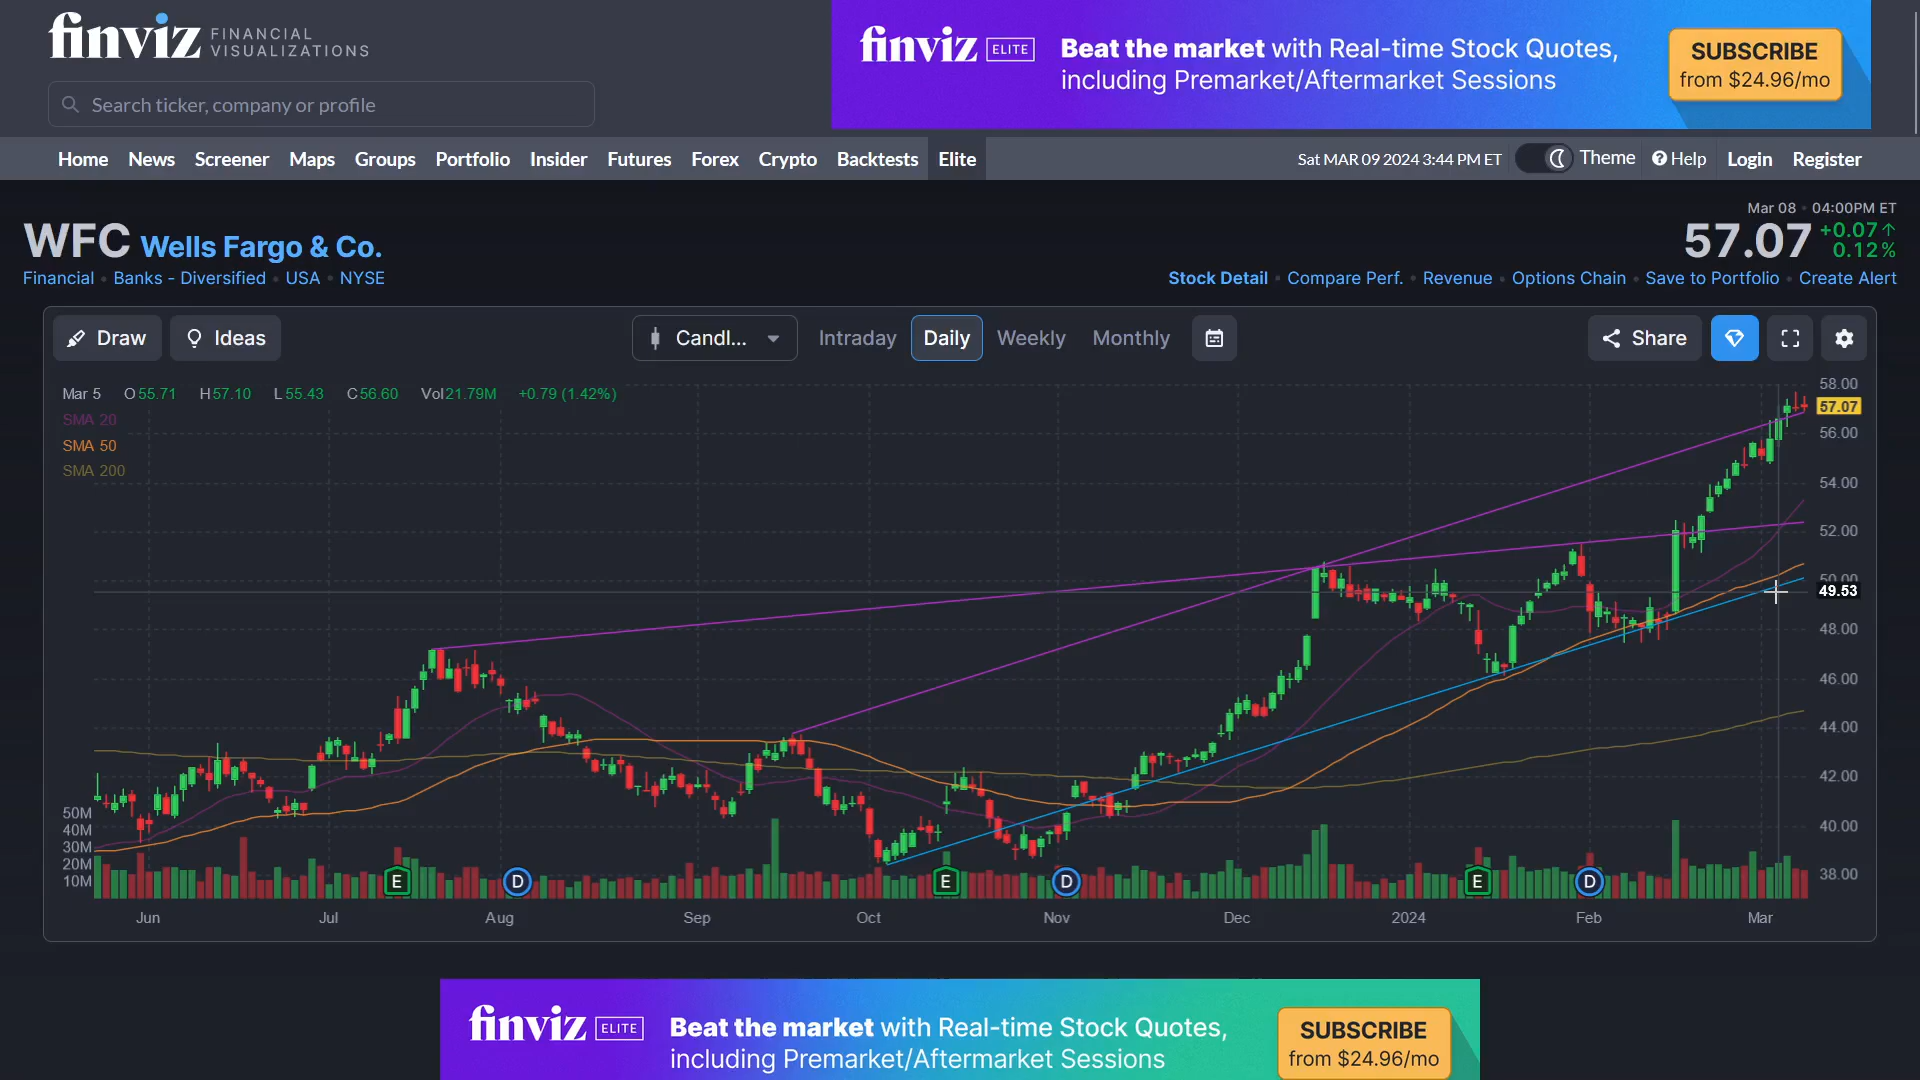 finviz FINANCIAL VISUALIZATIONS
finviz ELITE Beat the market with Real-time Stock Quotes,
including Premarket/Aftermarket Sessions
SUBSCRIBE
from $24.96/mo
Search ticker, company or profile
Home News Screener Maps Groups Portfolio Insider Futures Forex Crypto Backtests Elite
Sat MAR 09 2024 3:44 PM ET Theme Help Login Register
Mar 08 • 04:00PM ET
WFC Wells Fargo & Co.
57.07 +0.07↑
0.12%
Financial • Banks - Diversified • USA • NYSE
Stock Detail • Compare Perf. • Revenue • Options Chain • Save to Portfolio • Create Alert
Draw Ideas Candl... Intraday Daily Weekly Monthly Share
Mar 5 O 55.71 H 57.10 L 55.43 C 56.60 Vol 21.79M +0.79 (1.42%)
SMA 20
SMA 50
SMA 200
58.00
57.07
56.00
54.00
52.00
50.00
49.53
48.00
46.00
44.00
42.00
40.00
38.00
50M
40M
30M
20M
10M
E D E D E D
Jun Jul Aug Sep Oct Nov Dec 2024 Feb Mar
finviz ELITE Beat the market with Real-time Stock Quotes,
including Premarket/Aftermarket Sessions
SUBSCRIBE
from $24.96/mo